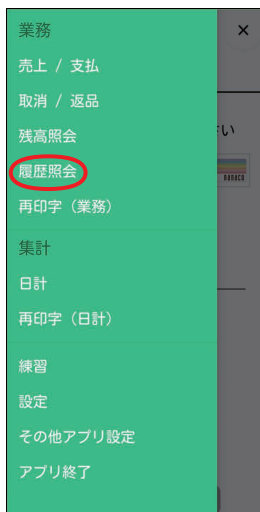 業務
×
売上 / 支払
取消 / 返品
残高照会
さい
履歴照会
nanaco
再印字（業務）
集計
日計
再印字（日計）
練習
設定
その他アプリ設定
アプリ終了